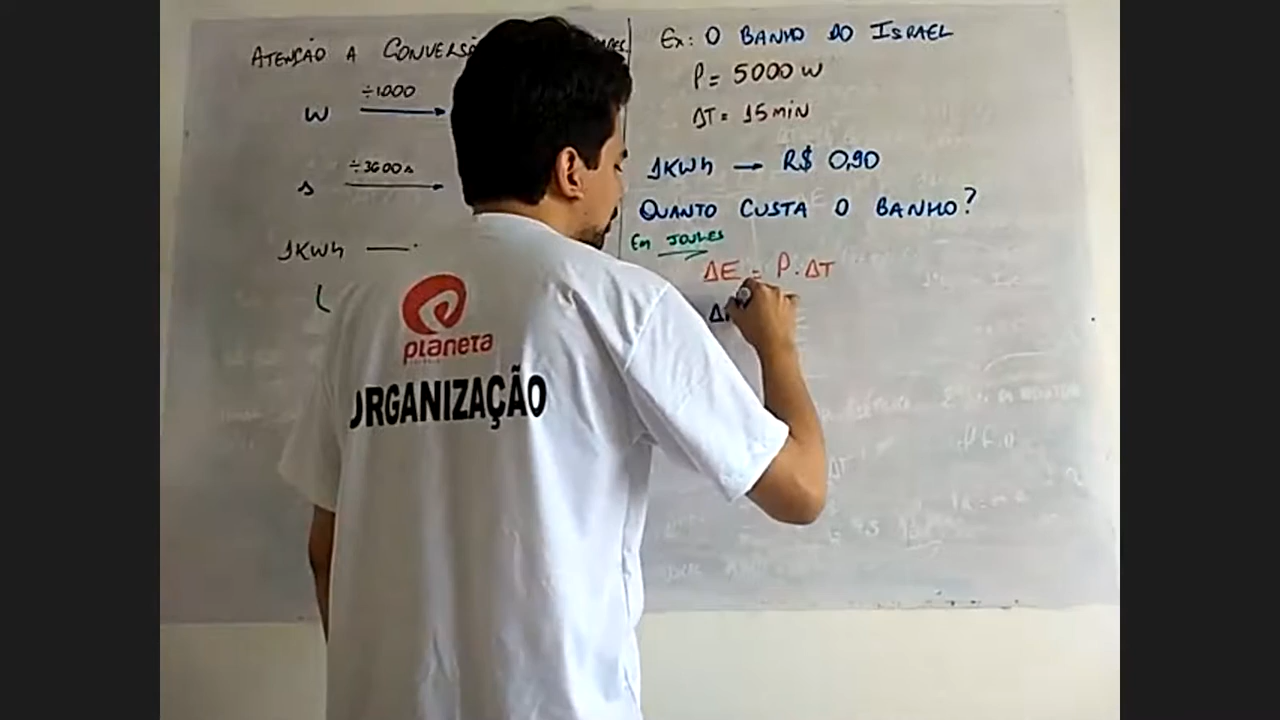 ATENÇÃO A
÷1000
W
÷3600s
s
1KWh
Ex: O BANHO DO ISRAEL
P = 5000 W
ΔT = 15 MIN
1KWh → R$ 0,90
QUANTO CUSTA O BANHO?
Em JOULES
ΔE = P. ΔT
planeta
ORGANIZAÇÃO